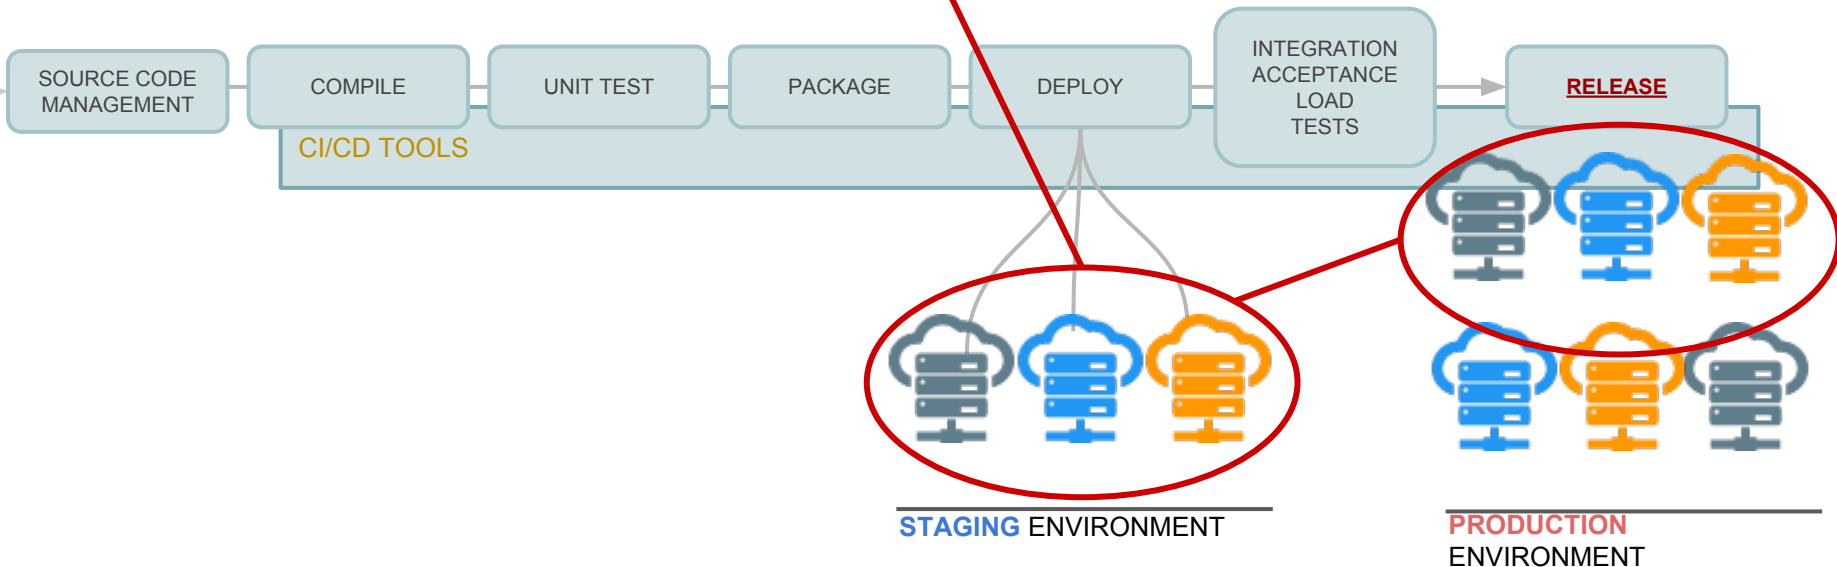 SOURCE CODE
MANAGEMENT
COMPILE
UNIT TEST
PACKAGE
DEPLOY
INTEGRATION
ACCEPTANCE
LOAD
TESTS
RELEASE
CI/CD TOOLS
STAGING ENVIRONMENT
PRODUCTION
ENVIRONMENT